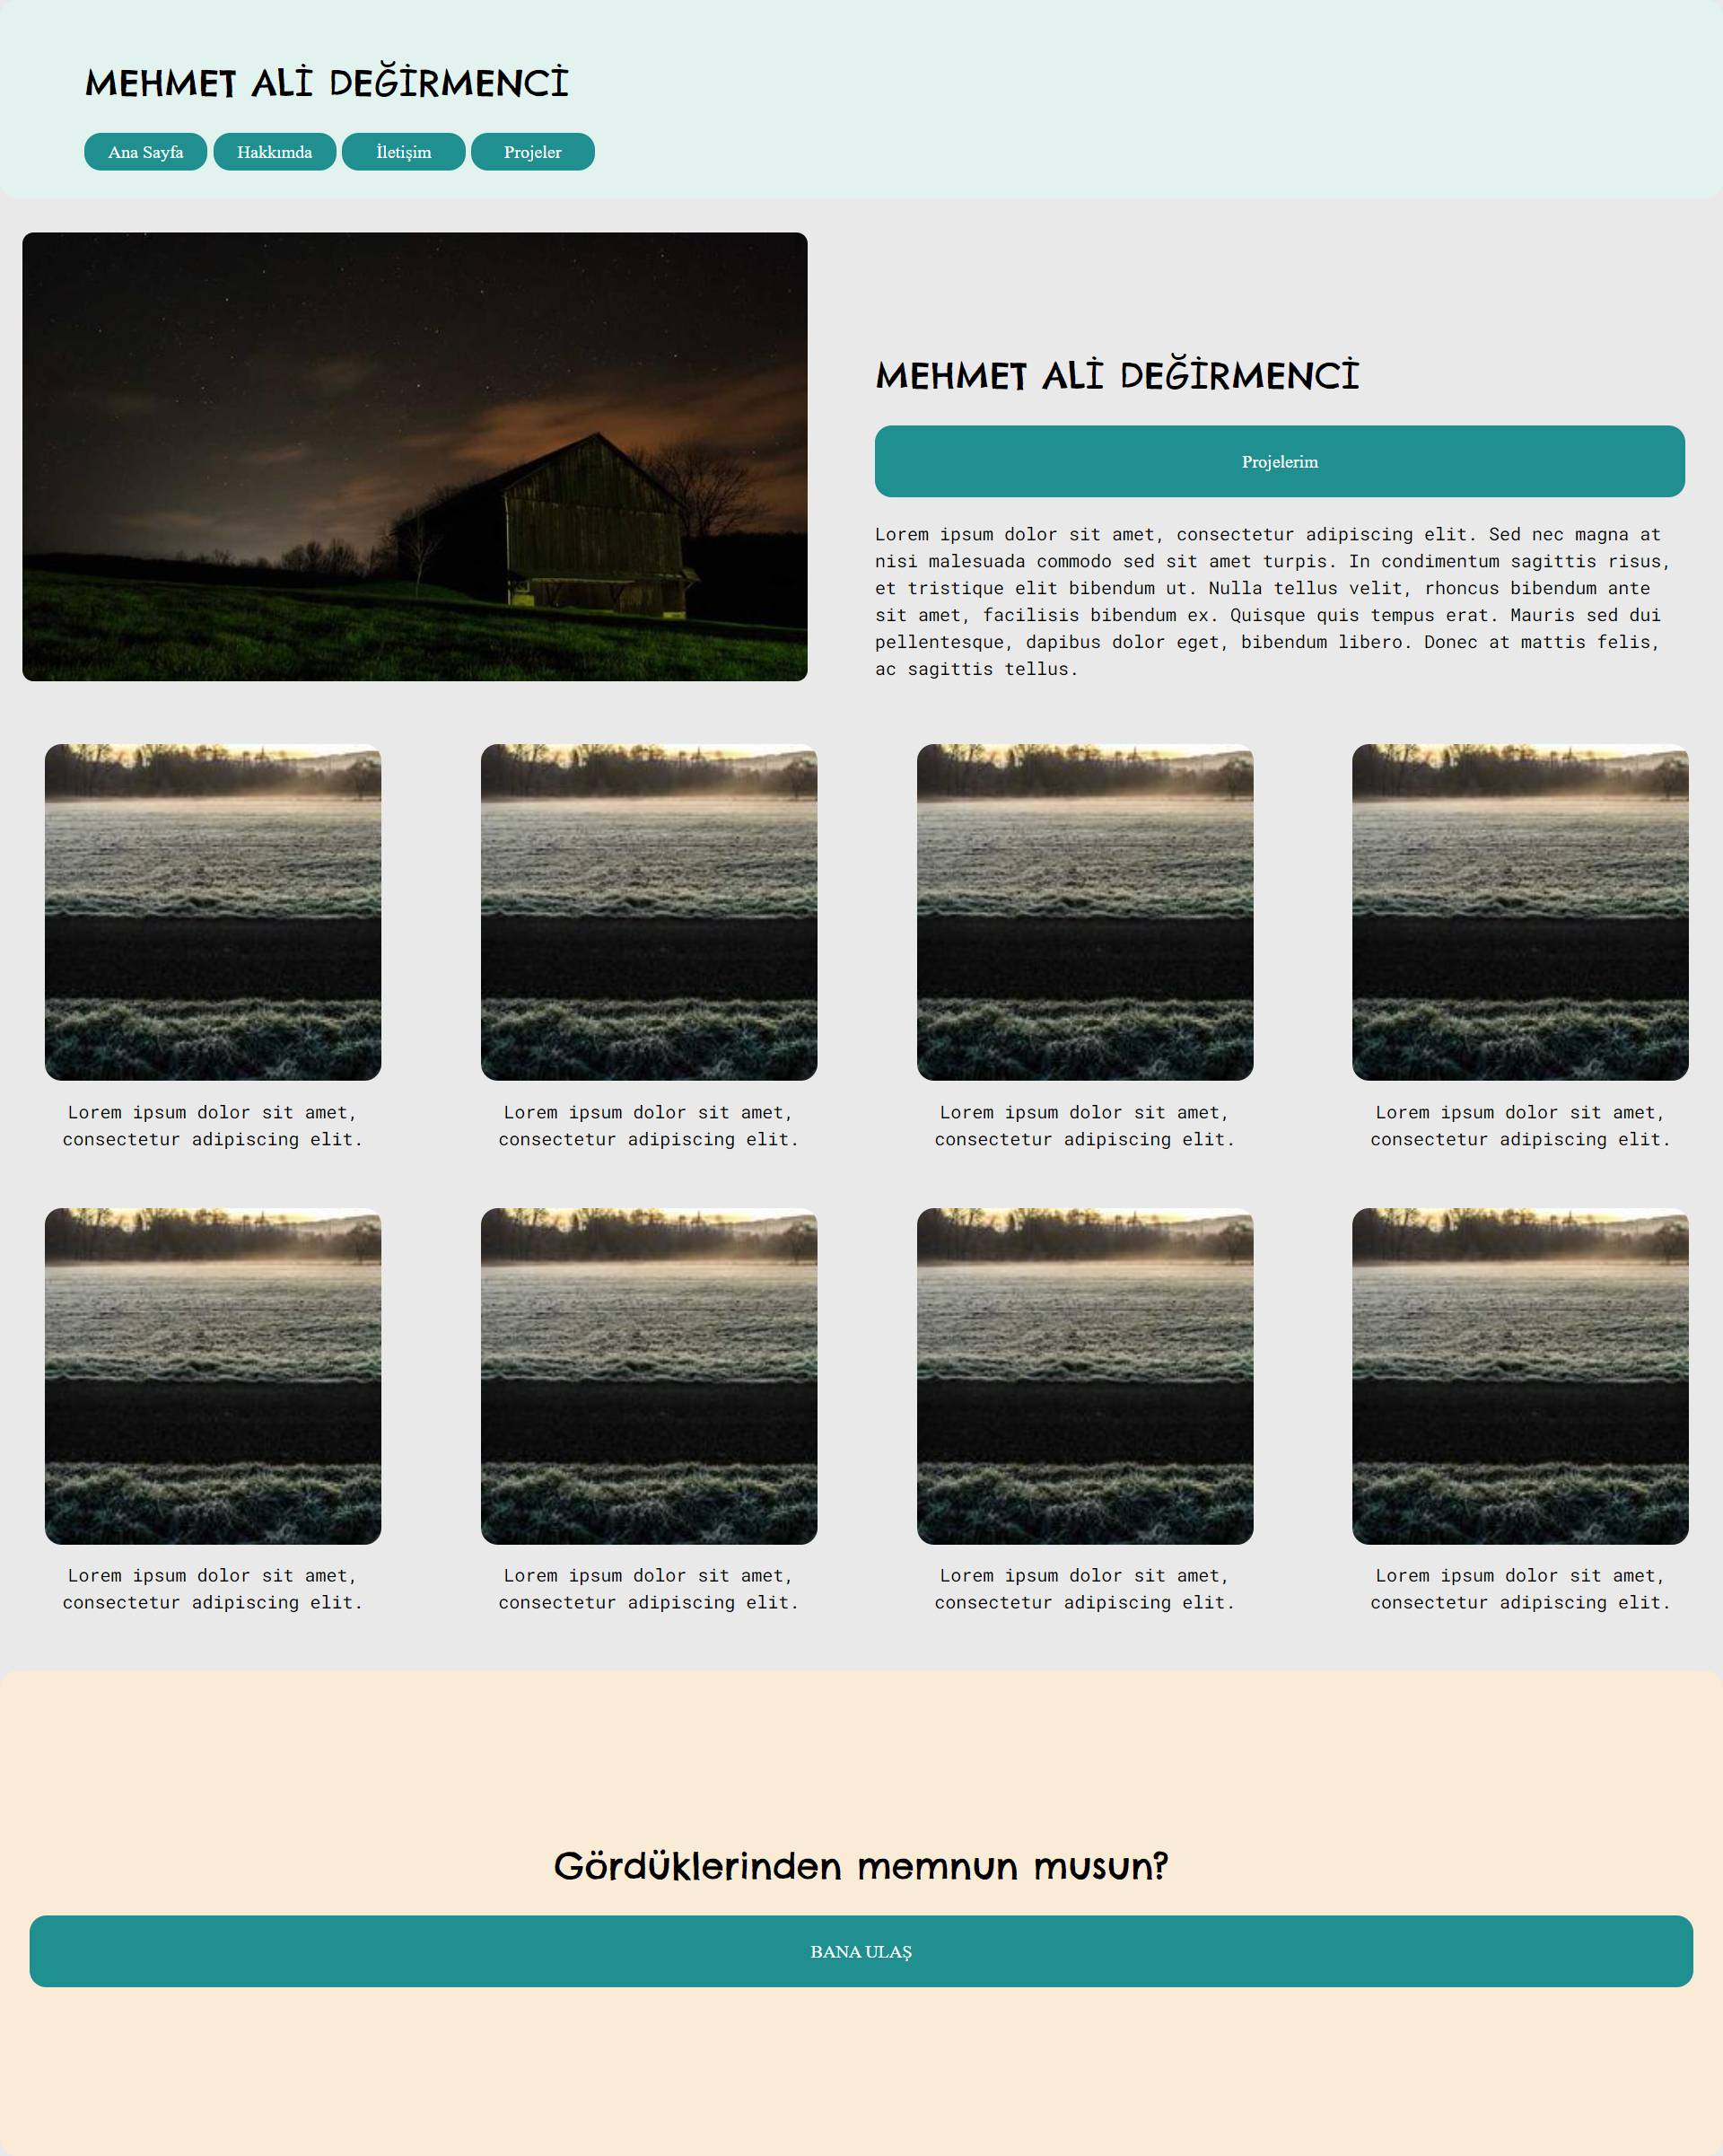 MEHMET ALİ DEĞİRMENCİ
Ana Sayfa Hakkımda İletişim Projeler
MEHMET ALİ DEĞİRMENCİ
Projelerim
Lorem ipsum dolor sit amet, consectetur adipiscing elit. Sed nec magna at
nisi malesuada commodo sed sit amet turpis. In condimentum sagittis risus,
et tristique elit bibendum ut. Nulla tellus velit, rhoncus bibendum ante
sit amet, facilisis bibendum ex. Quisque quis tempus erat. Mauris sed dui
pellentesque, dapibus dolor eget, bibendum libero. Donec at mattis felis,
ac sagittis tellus.
Lorem ipsum dolor sit amet,
consectetur adipiscing elit.
Lorem ipsum dolor sit amet,
consectetur adipiscing elit.
Lorem ipsum dolor sit amet,
consectetur adipiscing elit.
Lorem ipsum dolor sit amet,
consectetur adipiscing elit.
Lorem ipsum dolor sit amet,
consectetur adipiscing elit.
Lorem ipsum dolor sit amet,
consectetur adipiscing elit.
Lorem ipsum dolor sit amet,
consectetur adipiscing elit.
Lorem ipsum dolor sit amet,
consectetur adipiscing elit.
Gördüklerinden memnun musun?
BANA ULAŞ